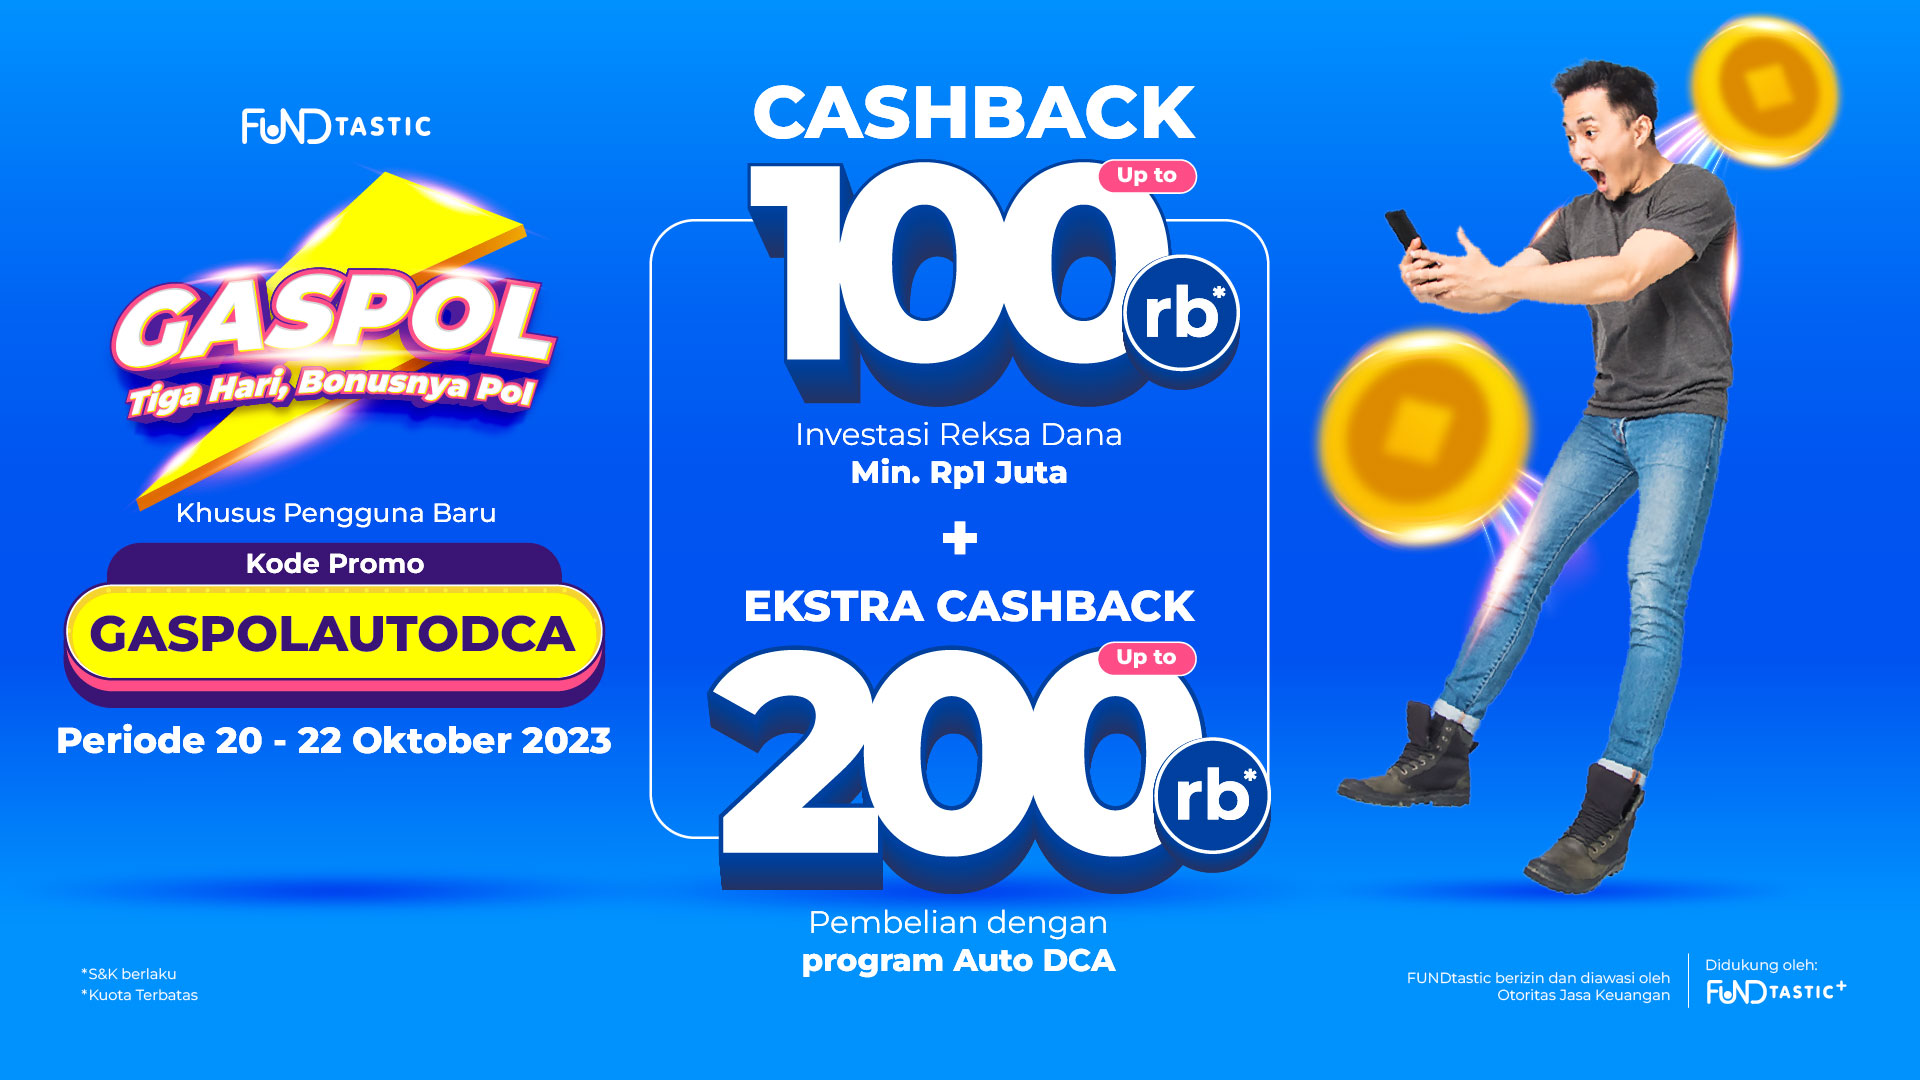 FUNDTASTIC
GASPOL
Tiga Hari, Bonusnya Pol
Khusus Pengguna Baru
Kode Promo
GASPOLAUTODCA
Periode 20 - 22 Oktober 2023
*S&K berlaku
*Kuota Terbatas
CASHBACK
Up to
100 rb*
Investasi Reksa Dana
Min. Rp1 Juta
+
EKSTRA CASHBACK
Up to
200 rb*
Pembelian dengan
program Auto DCA
FUNDtastic berizin dan diawasi oleh
Otoritas Jasa Keuangan
Didukung oleh:
FUNDTASTIC+